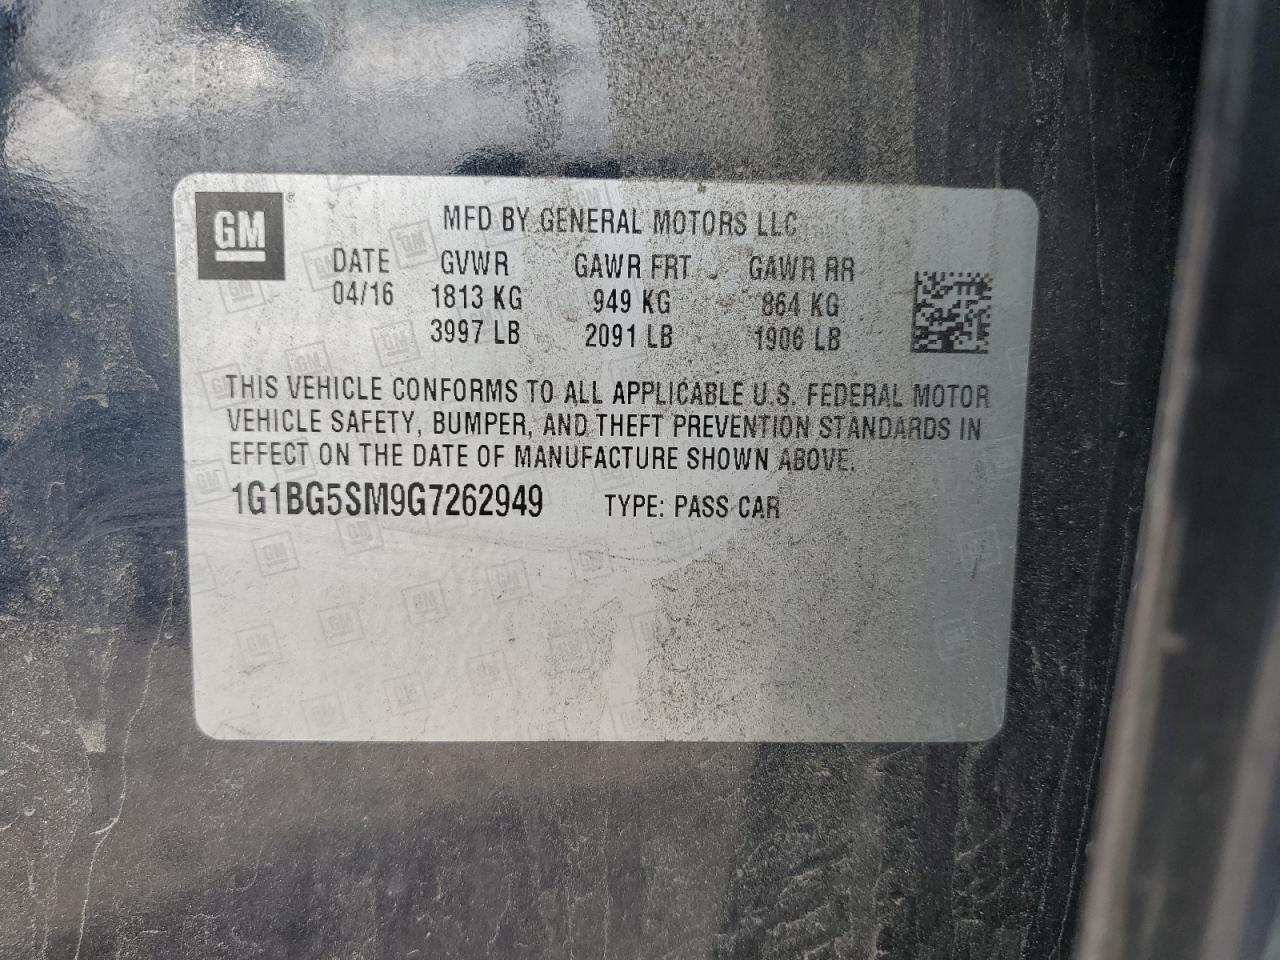 GM
MFD BY GENERAL MOTORS LLC
DATE GVWR GAWR FRT GAWR RR
04/16 1813 KG 949 KG 864 KG
3997 LB 2091 LB 1906 LB
THIS VEHICLE CONFORMS TO ALL APPLICABLE U.S. FEDERAL MOTOR
VEHICLE SAFETY, BUMPER, AND THEFT PREVENTION STANDARDS IN
EFFECT ON THE DATE OF MANUFACTURE SHOWN ABOVE.
1G1BG5SM9G7262949 TYPE: PASS CAR